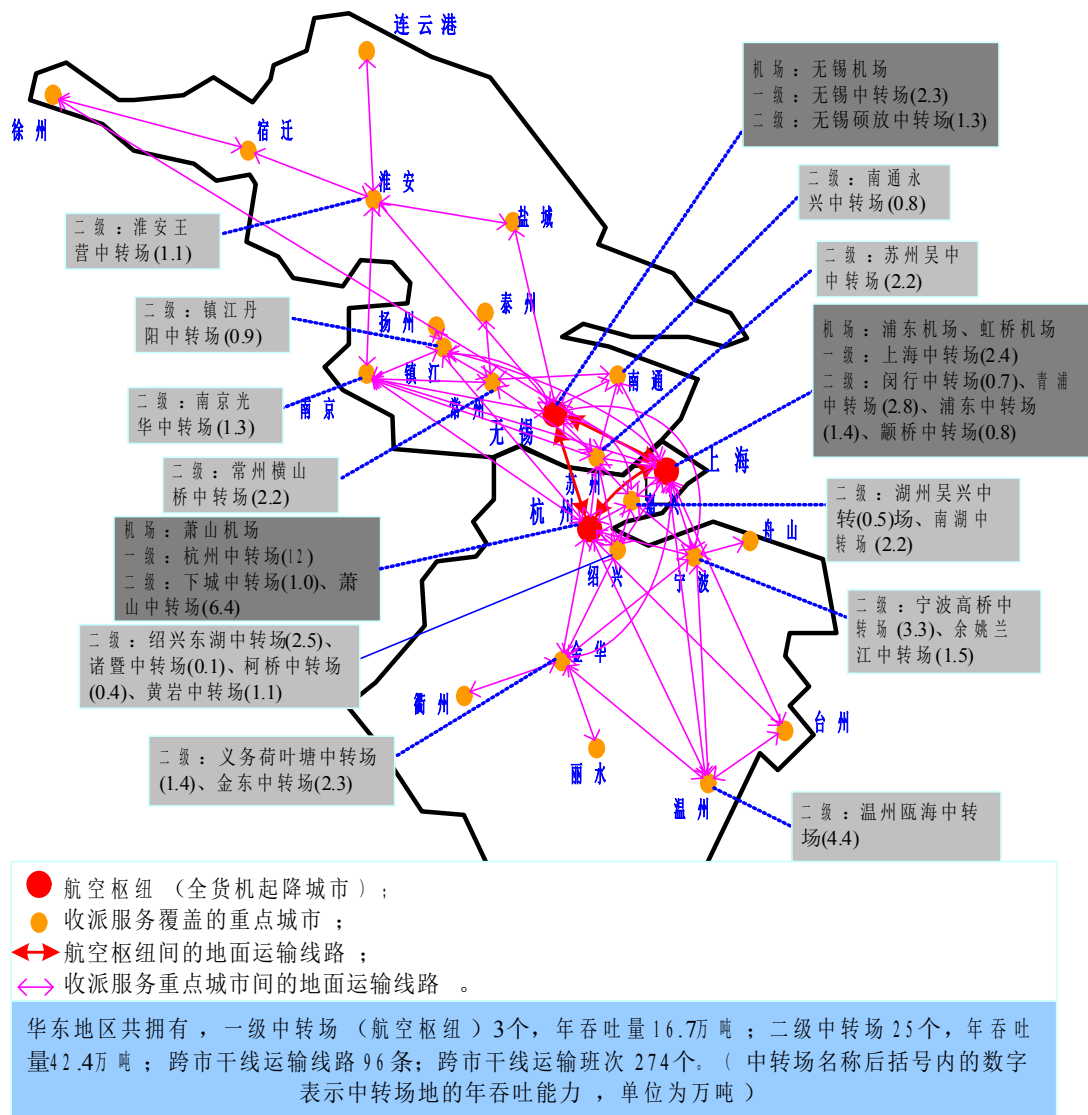 连云港
徐州
宿迁
淮安
盐城
泰州
扬州
镇江
南京
常州
南通
无锡
苏州
上海
杭州
嘉兴
绍兴
宁波
舟山
金华
衢州
丽水
温州
台州
机场：无锡机场
一级：无锡中转场(2.3)
二级：无锡硕放中转场(1.3)
二级：南通永
兴中转场(0.8)
二级：苏州吴中
中转场(2.2)
机场：浦东机场、虹桥机场
一级：上海中转场(2.4)
二级：闵行中转场(0.7)、青浦
中转场(2.8)、浦东中转场
(1.4)、颛桥中转场(0.8)
二级：湖州吴兴中
转(0.5)场、南湖中
转场(2.2)
二级：宁波高桥中
转场(3.3)、余姚兰
江中转场(1.5)
二级：温州瓯海中转
场(4.4)
二级：淮安王
营中转场(1.1)
二级：镇江丹
阳中转场(0.9)
二级：南京光
华中转场(1.3)
二级：常州横山
桥中转场(2.2)
机场：萧山机场
一级：杭州中转场(12)
二级：下城中转场(1.0)、萧
山中转场(6.4)
二级：绍兴东湖中转场(2.5)、
诸暨中转场(0.1)、柯桥中转场
(0.4)、黄岩中转场(1.1)
二级：义务荷叶塘中转场
(1.4)、金东中转场(2.3)
航空枢纽（全货机起降城市）；
收派服务覆盖的重点城市；
航空枢纽间的地面运输线路；
收派服务重点城市间的地面运输线路。
华东地区共拥有，一级中转场（航空枢纽）3个，年吞吐量16.7万吨；二级中转场25个，年吞吐
量42.4万吨；跨市干线运输线路96条；跨市干线运输班次274个。（中转场名称后括号内的数字
表示中转场地的年吞吐能力，单位为万吨）